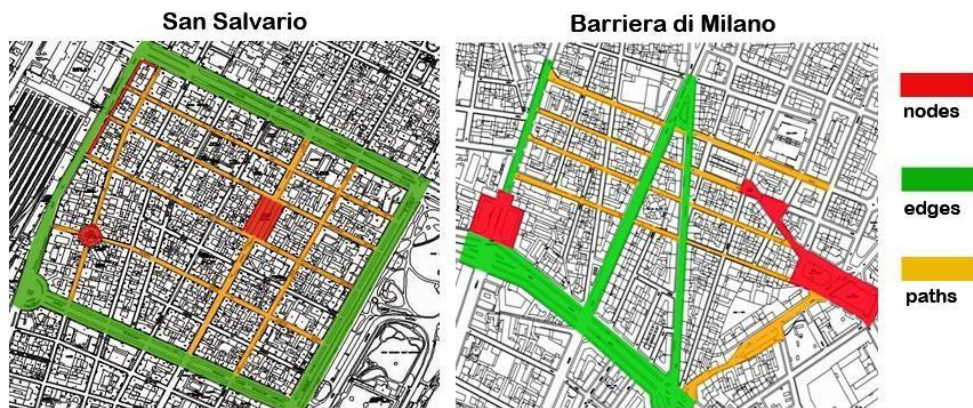 San Salvario
Barriera di Milano
nodes
edges
paths